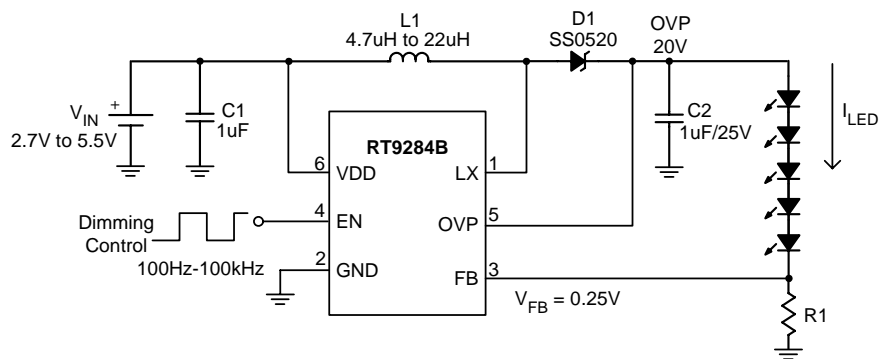 L1
4.7uH to 22uH
D1
SS0520
OVP
20V
V_IN
+
2.7V to 5.5V
C1
1uF
RT9284B
6
VDD
LX
1
C2
1uF/25V
I_LED
Dimming
Control
100Hz-100kHz
4
EN
OVP
5
2
GND
FB
3
V_FB = 0.25V
R1